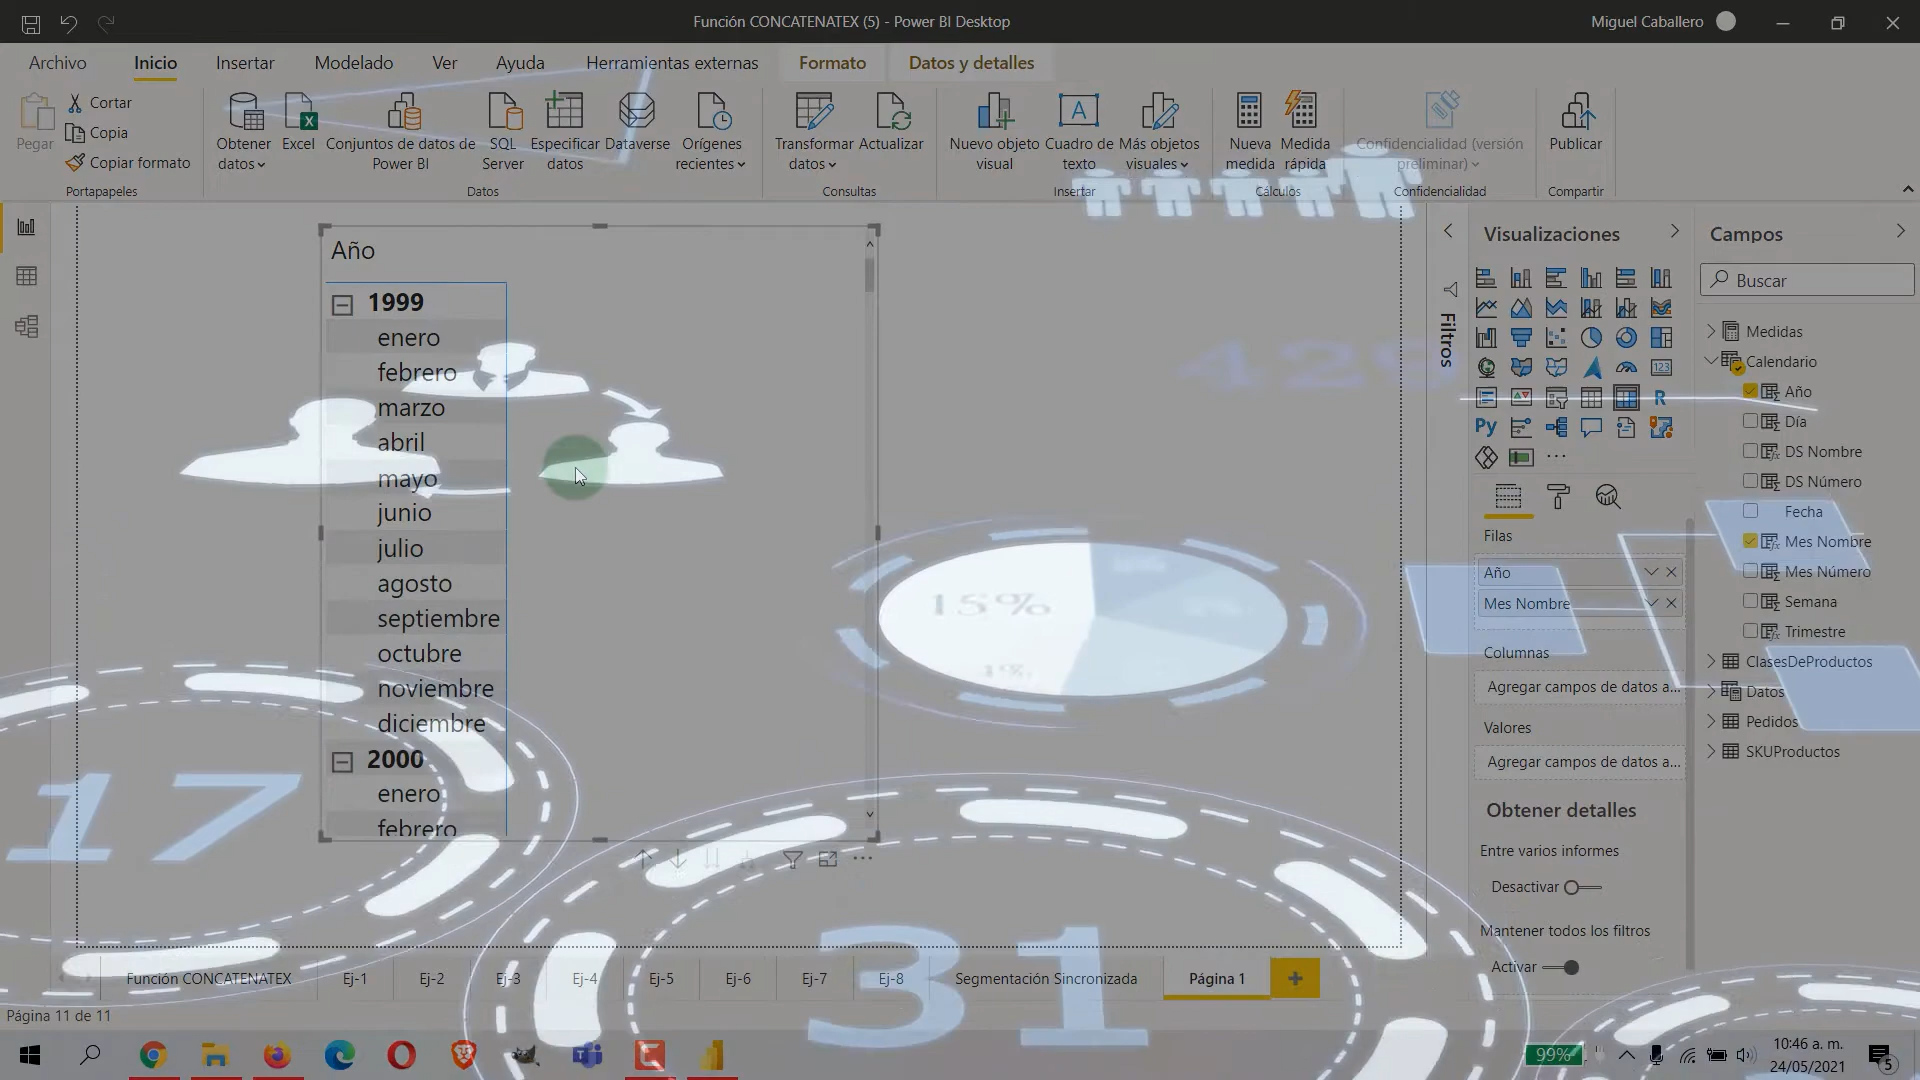 Función CONCATENATEX (5) - Power BI Desktop
Miguel Caballero
Archivo
Inicio
Insertar
Modelado
Ver
Ayuda
Herramientas externas
Formato
Datos y detalles
Pegar
Cortar
Copia
Copiar formato
Portapapeles
Obtener
datos
Excel
Conjuntos de datos de
Power BI
SQL
Server
Especificar
datos
Dataverse
Orígenes
recientes
Datos
Transformar
datos
Actualizar
Consultas
Nuevo objeto
visual
Cuadro de
texto
Más objetos
visuales
Insertar
Nueva
medida
Medida
rápida
Cálculos
Confidencialidad (versión
preliminar)
Confidencialidad
Publicar
Compartir
Año
1999
enero
febrero
marzo
abril
mayo
junio
julio
agosto
septiembre
octubre
noviembre
diciembre
2000
enero
febrero
15%
1%
17
31
Filtros
Visualizaciones
R
Py
Filas
Año
Mes Nombre
Columnas
Agregar campos de datos a...
Valores
Agregar campos de datos a...
Obtener detalles
Entre varios informes
Desactivar
Mantener todos los filtros
Activar
Campos
Buscar
Medidas
Calendario
Año
Día
DS Nombre
DS Número
Fecha
Mes Nombre
Mes Número
Semana
Trimestre
ClasesDeProductos
Datos
Pedidos
SKUProductos
Función CONCATENATEX
Ej-1
Ej-2
Ej-3
Ej-4
Ej-5
Ej-6
Ej-7
Ej-8
Segmentación Sincronizada
Página 1
Página 11 de 11
99%
10:46 a. m.
24/05/2021
5